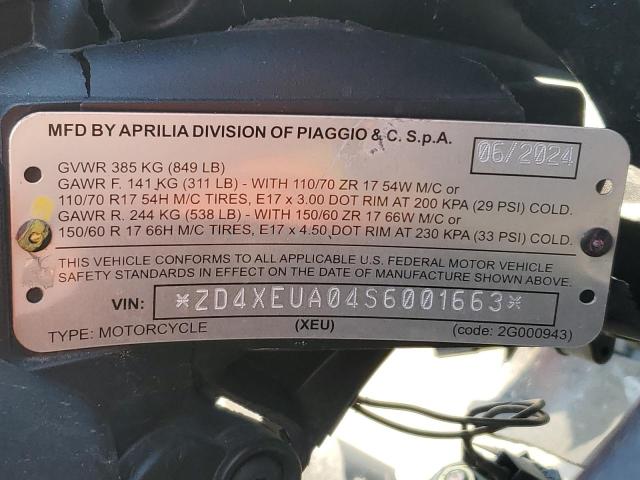 MFD BY APRILIA DIVISION OF PIAGGIO & C. S.p.A. 06/2024
GVWR 385 KG (849 LB)
GAWR F. 141 KG (311 LB) - WITH 110/70 ZR 17 54W M/C or
110/70 R17 54H M/C TIRES, E17 x 3.00 DOT RIM AT 200 KPA (29 PSI) COLD.
GAWR R. 244 KG (538 LB) - WITH 150/60 ZR 17 66W M/C or
150/60 R 17 66H M/C TIRES, E17 x 4.50 DOT RIM AT 230 KPA (33 PSI) COLD.
THIS VEHICLE CONFORMS TO ALL APPLICABLE U.S. FEDERAL MOTOR VEHICLE
SAFETY STANDARDS IN EFFECT ON THE DATE OF MANUFACTURE SHOWN ABOVE.
VIN: *ZD4XEUA04S6001663*
TYPE: MOTORCYCLE (XEU) (code: 2G000943)